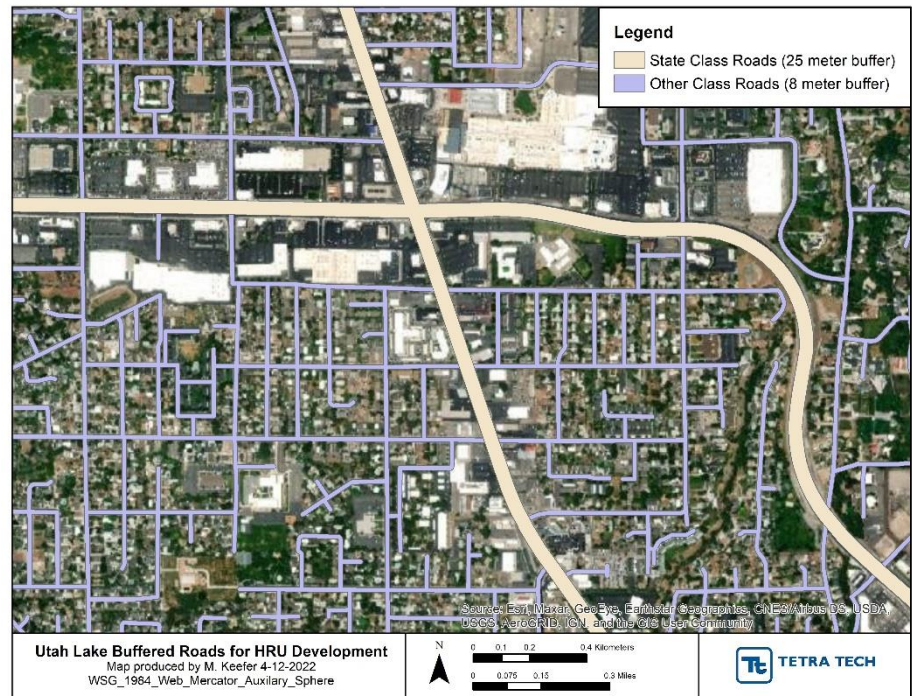 Legend
State Class Roads (25 meter buffer)
Other Class Roads (8 meter buffer)
Source: Esri, Maxar, GeoEye, Earthstar Geographics, CNES/Airbus DS, USDA,
USGS, AeroGRID, IGN, and the GIS User Community
Utah Lake Buffered Roads for HRU Development
Map produced by M. Keefer 4-12-2022
WSG_1984_Web_Mercator_Auxilary_Sphere
N
0 0.1 0.2 0.4 Kilometers
0 0.075 0.15 0.3 Miles
Tt TETRA TECH